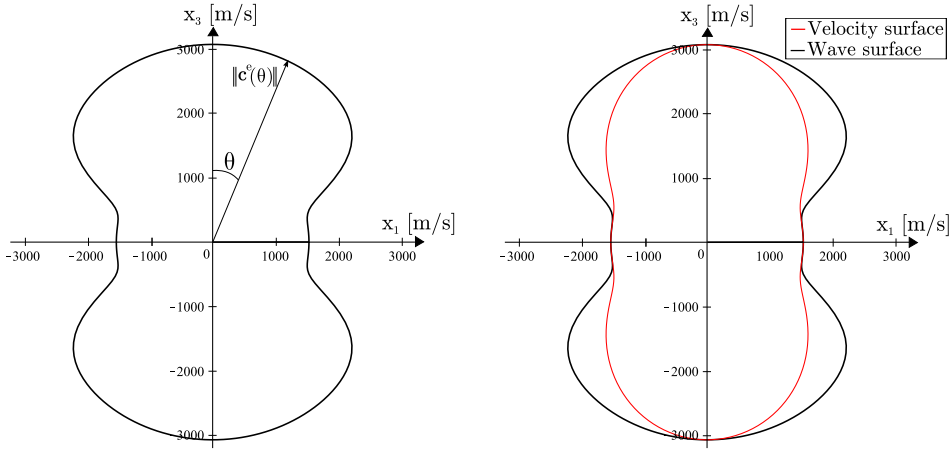 x₃ [m/s]
3000
‖cᵉ(θ)‖
2000
θ
1000
x₁ [m/s]
-3000 -2000 -1000 0 1000 2000 3000
-1000
-2000
-3000
x₃ [m/s]
Velocity surface
Wave surface
3000
2000
1000
x₁ [m/s]
-3000 -2000 -1000 0 1000 2000 3000
-1000
-2000
-3000